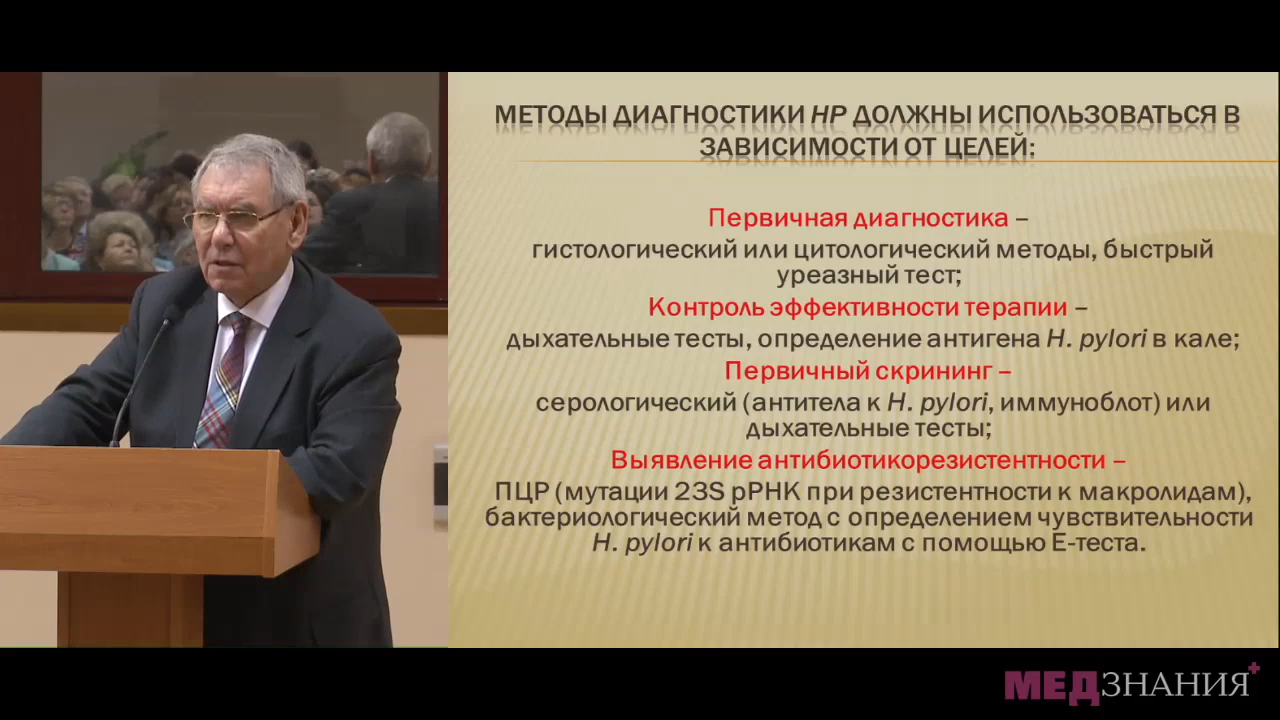 МЕТОДЫ ДИАГНОСТИКИ HP ДОЛЖНЫ ИСПОЛЬЗОВАТЬСЯ В
ЗАВИСИМОСТИ ОТ ЦЕЛЕЙ:
Первичная диагностика –
гистологический или цитологический методы, быстрый
уреазный тест;
Контроль эффективности терапии –
дыхательные тесты, определение антигена H. pylori в кале;
Первичный скрининг –
серологический (антитела к H. pylori, иммуноблот) или
дыхательные тесты;
Выявление антибиотикорезистентности –
ПЦР (мутации 23S рРНК при резистентности к макролидам),
бактериологический метод с определением чувствительности
H. pylori к антибиотикам с помощью Е-теста.
МЕДЗНАНИЯ+